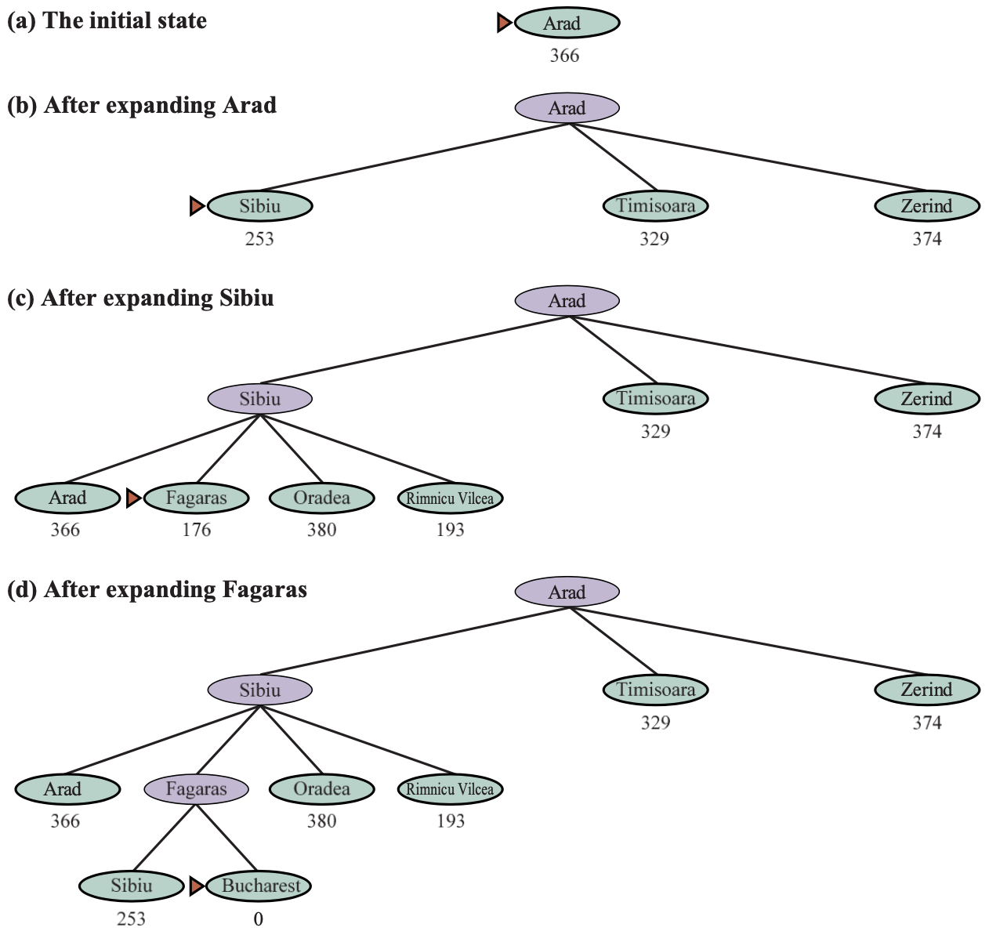 (a) The initial state
Arad
366
(b) After expanding Arad
Arad
Sibiu Timisoara Zerind
253 329 374
(c) After expanding Sibiu
Arad
Sibiu Timisoara Zerind
329 374
Arad Fagaras Oradea Rimnicu Vilcea
366 176 380 193
(d) After expanding Fagaras
Arad
Sibiu Timisoara Zerind
329 374
Arad Fagaras Oradea Rimnicu Vilcea
366 380 193
Sibiu Bucharest
253 0